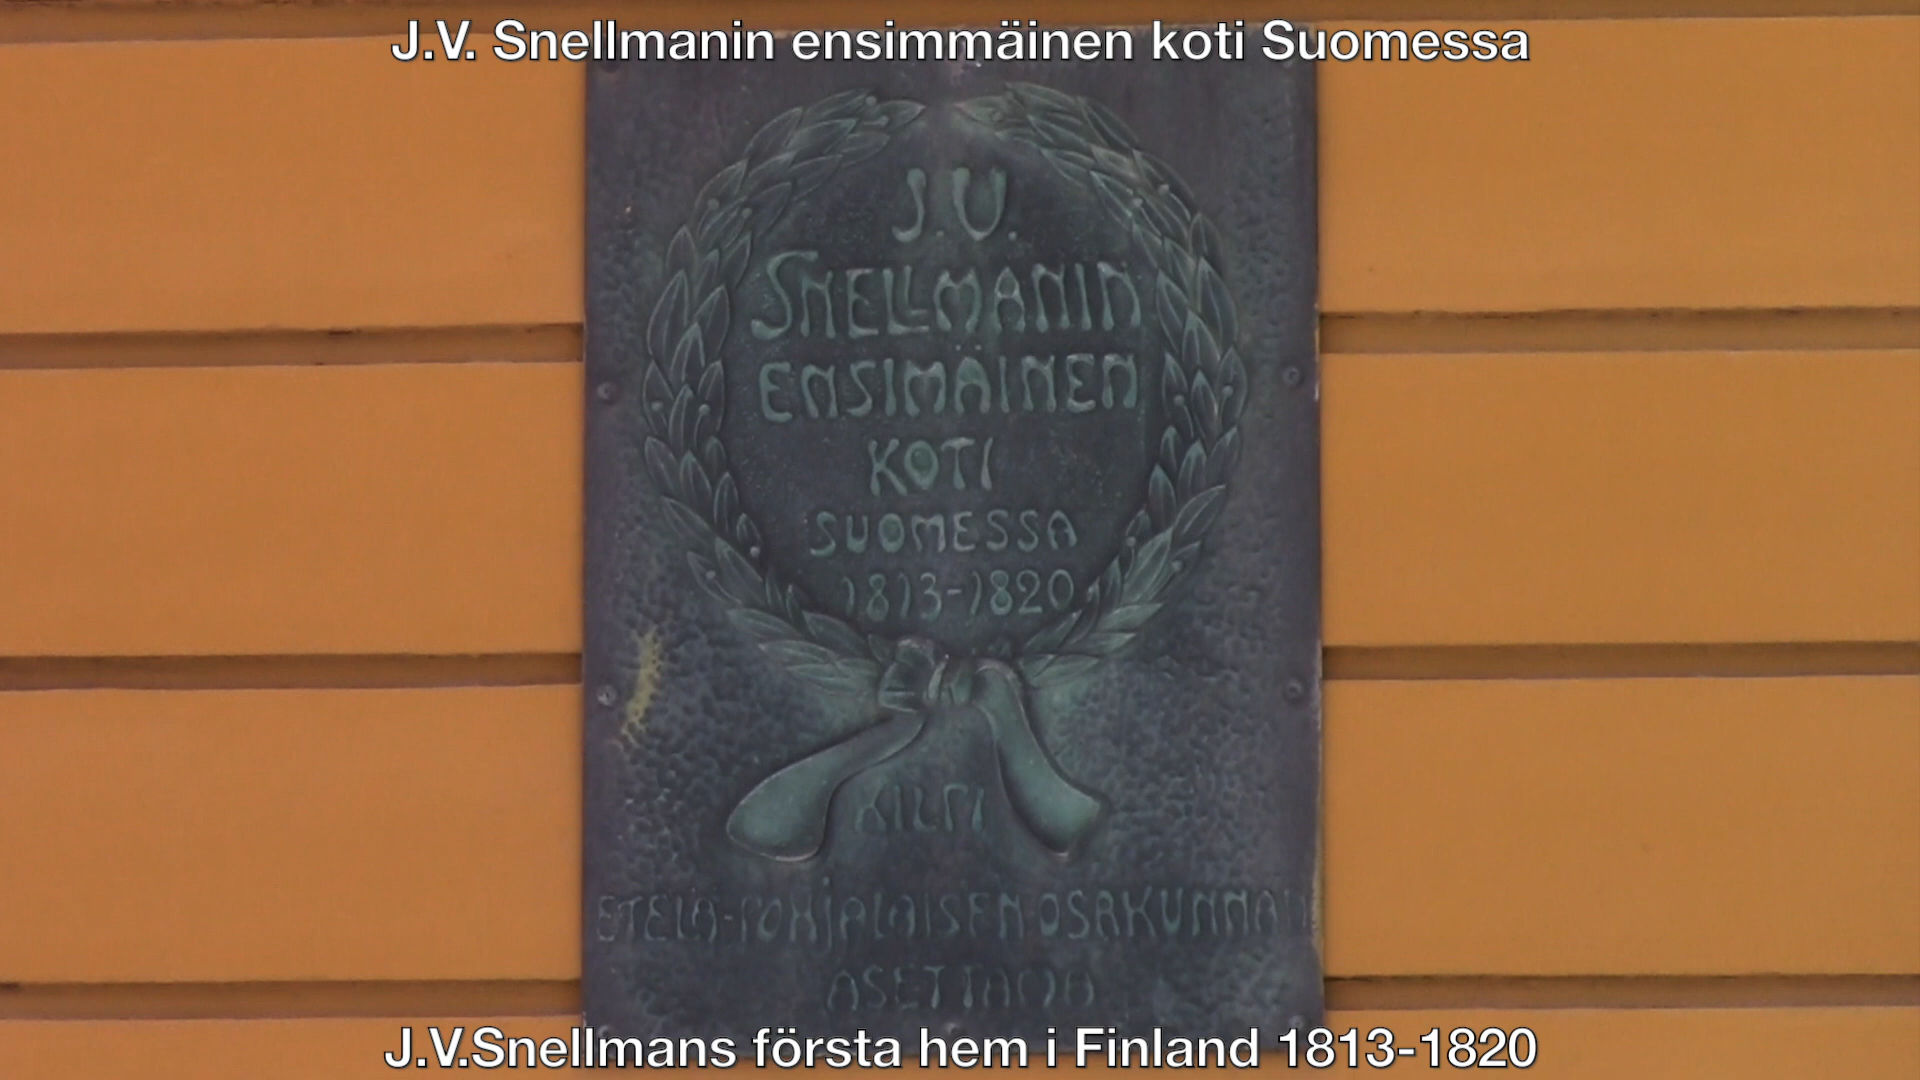 J.V. Snellmanin ensimmäinen koti Suomessa
J.V.
SNELLMANIN
ENSIMÄINEN
KOTI
SUOMESSA
1813-1820
KILPI
ETELÄ-POHJALAISEN OSAKUNNAN
ASETTAMA
J.V.Snellmans första hem i Finland 1813-1820